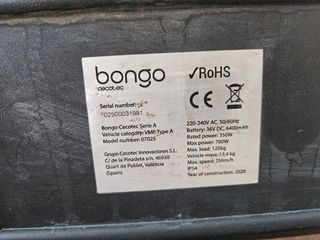 bongo
cecotec
✓RoHS
Serial number:
702500031991
CE
Bongo Cecotec Serie A
Vehicle category: VMP Type A
Model number: 07025
Grupo Cecotec Innovaciones S.L.
C/ de la Pinadeta s/n, 46930
Quart de Poblet, Valencia
(Spain)
220-240V AC, 50/60Hz
Battery: 36V DC, 6400mAh
Rated power: 350W
Max power: 700W
Max. load: 120kg
Vehicle mass: 13,4 kg
Max. speed: 25Km/h
IP54
Year of construction: 2020